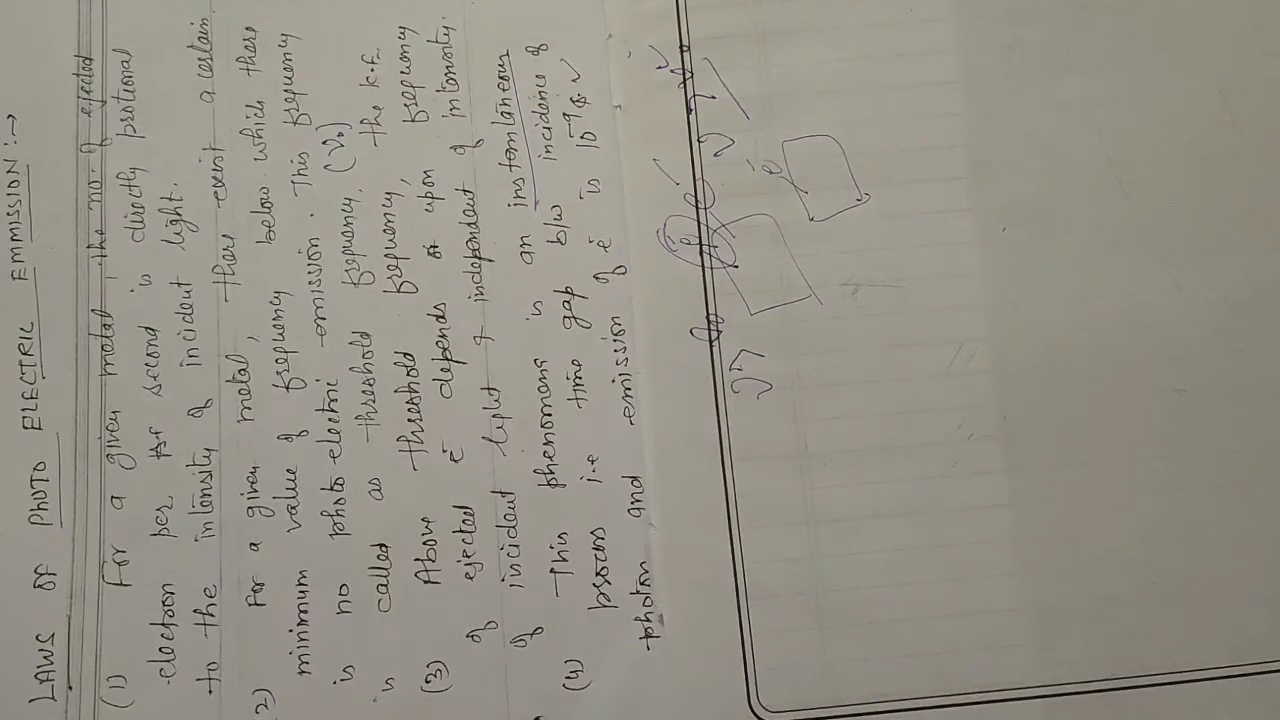 LAWS OF PHOTO ELECTRIC EMMISION :→
(1) For a given metal, the no. of ejected
electron per second is directly protional
to the intensity of incident light.
2) For a given metal, there exist a certain
minimum value of frequency below which there
is no photo electric emission. This frequency
is called as threshold frequency. (ν₀)
(3) Above threshold frequency, the K.E
of ejected e⁻ depends upon frequency
of incident light & independent of intensity.
(4) This phenomena is an instantaneous
process i.e time gap b/w incidence of
photon and emission of e⁻ is 10⁻⁹ s.
e⁻